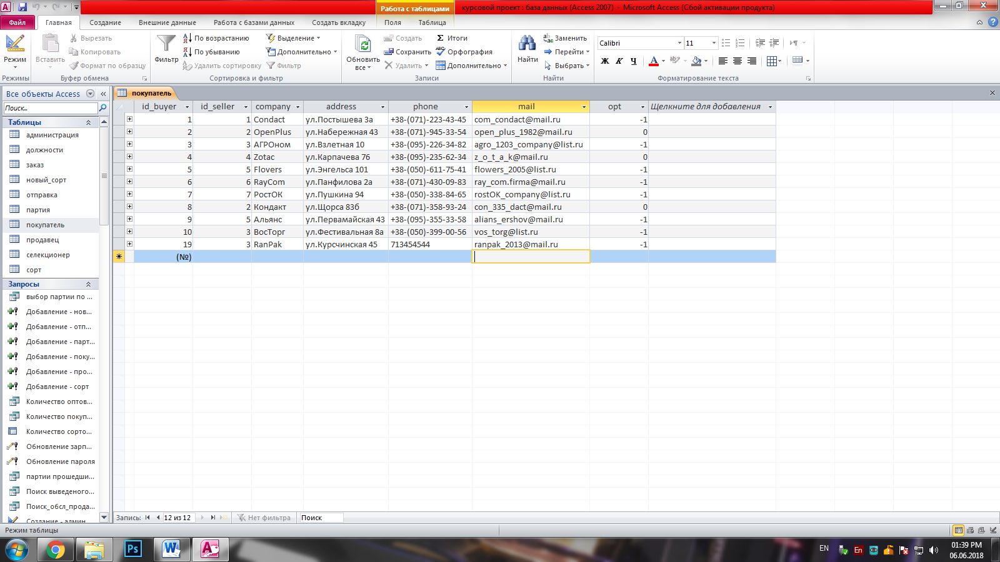 Работа с таблицами
курсовой проект : база данных (Access 2007) - Microsoft Access (Сбой активации продукта)
Файл Главная Создание Внешние данные Работа с базами данных Создать вкладку Поля Таблица
Режим
Режимы
Вставить
Вырезать
Копировать
Формат по образцу
Буфер обмена
Фильтр
По возрастанию
По убыванию
Удалить сортировку
Выделение
Дополнительно
Фильтр
Сортировка и фильтр
Обновить все
Создать
Сохранить
Удалить
Итоги
Орфография
Дополнительно
Записи
Найти
Заменить
Перейти
Выбрать
Найти
Calibri 11
Ж К Ч
Форматирование текста
Все объекты Access
Поиск...
Таблицы
администрация
должности
заказ
новый_сорт
отправка
партия
покупатель
продавец
селекционер
сорт
Запросы
выбор партии по ...
Добавление - нов...
Добавление - отп...
Добавление - парт...
Добавление - поку...
Добавление - про...
Добавление - сорт
Количество оптов...
Количество покуп...
Количество сорто...
Обновление зарп...
Обновление пароля
партии прошедши...
Поиск выведеного...
Поиск_обсл_прода...
Создание - админ...
покупатель
id_buyer id_seller company address phone mail opt Щелкните для добавления
1 1 Condact ул.Постышева 3а +38-(071)-223-43-45 com_condact@mail.ru -1
2 2 OpenPlus ул.Набережная 43 +38-(071)-945-33-54 open_plus_1982@mail.ru 0
3 3 АГРОном ул.Взлетная 10 +38-(095)-226-34-82 agro_1203_company@list.ru -1
4 4 Zotac ул.Карпачева 76 +38-(095)-235-62-34 z_o_t_a_k@mail.ru 0
5 5 Flovers ул.Энгельса 101 +38-(050)-611-75-41 flowers_2005@list.ru -1
6 6 RayCom ул.Панфилова 2а +38-(071)-430-09-83 ray_com.firma@mail.ru -1
7 7 РостОК ул.Пушкина 94 +38-(050)-338-84-65 rostOK_company@list.ru -1
8 2 Кондакт ул.Щорса 83б +38-(071)-358-93-24 con_335_dact@mail.ru 0
9 5 Альянс ул.Первамайская 43 +38-(095)-355-33-58 alians_ershov@mail.ru -1
10 3 ВосТорг ул.Фестивальная 8а +38-(050)-399-00-56 vos_torg@list.ru -1
19 3 RanPak ул.Курсчинская 45 713454544 ranpak_2013@mail.ru -1
(№)
Запись: 12 из 12 Нет фильтра Поиск
Режим таблицы
Ps
EN En 01:39 PM
06.06.2018